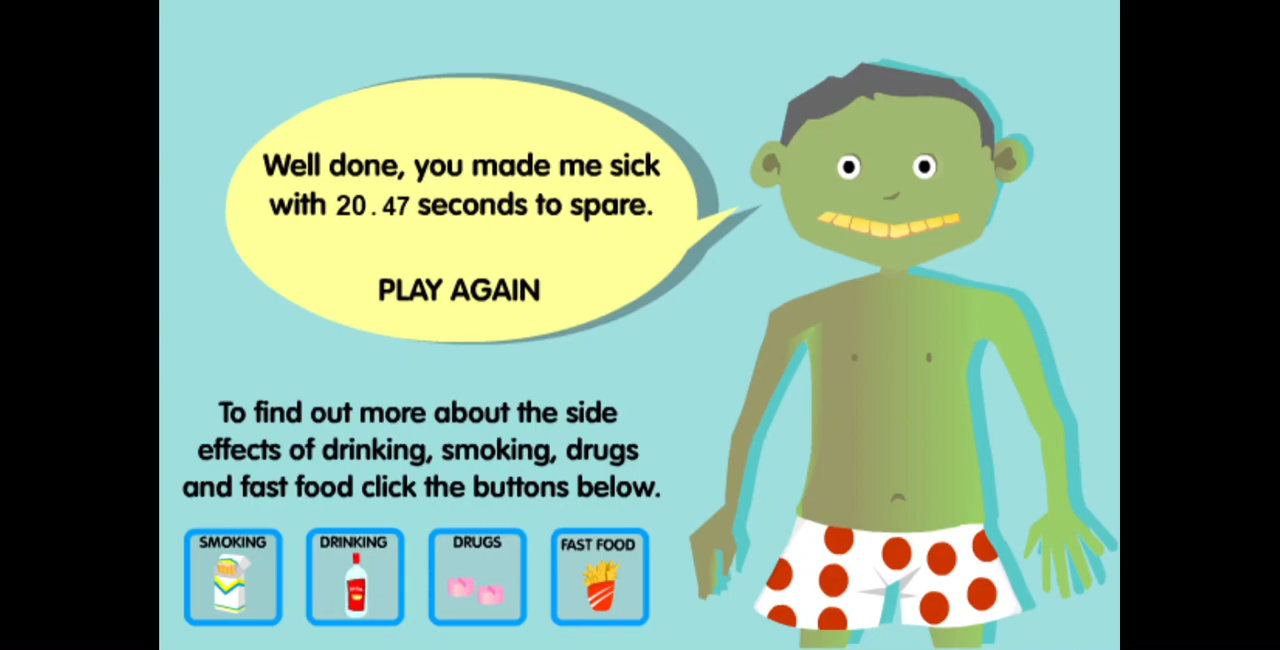 Well done, you made me sick
with 20.47 seconds to spare.
PLAY AGAIN
To find out more about the side
effects of drinking, smoking, drugs
and fast food click the buttons below.
SMOKING
DRINKING
DRUGS
FAST FOOD